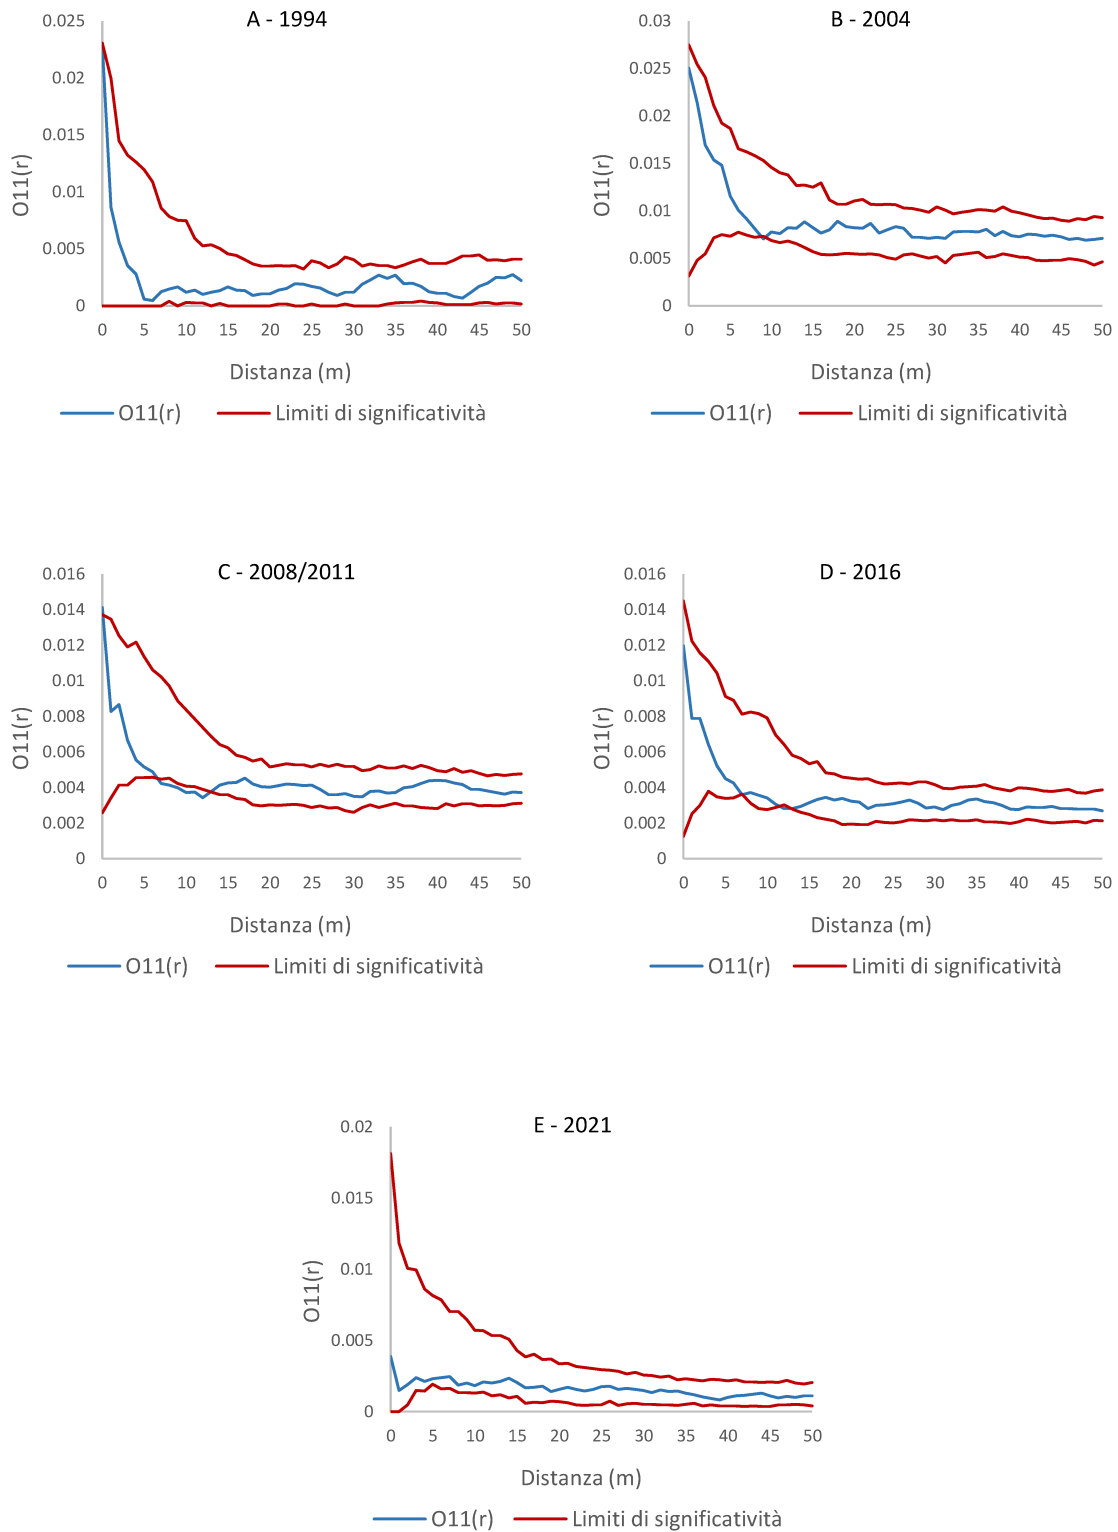 A - 1994
0.025
0.02
0.015
0.01
0.005
0
O11(r)
0 5 10 15 20 25 30 35 40 45 50
Distanza (m)
O11(r) Limiti di significatività
B - 2004
0.03
0.025
0.02
0.015
0.01
0.005
0
O11(r)
0 5 10 15 20 25 30 35 40 45 50
Distanza (m)
O11(r) Limiti di significatività
C - 2008/2011
0.016
0.014
0.012
0.01
0.008
0.006
0.004
0.002
0
O11(r)
0 5 10 15 20 25 30 35 40 45 50
Distanza (m)
O11(r) Limiti di significatività
D - 2016
0.016
0.014
0.012
0.01
0.008
0.006
0.004
0.002
0
O11(r)
0 5 10 15 20 25 30 35 40 45 50
Distanza (m)
O11(r) Limiti di significatività
E - 2021
0.02
0.015
0.01
0.005
0
O11(r)
0 5 10 15 20 25 30 35 40 45 50
Distanza (m)
O11(r) Limiti di significatività